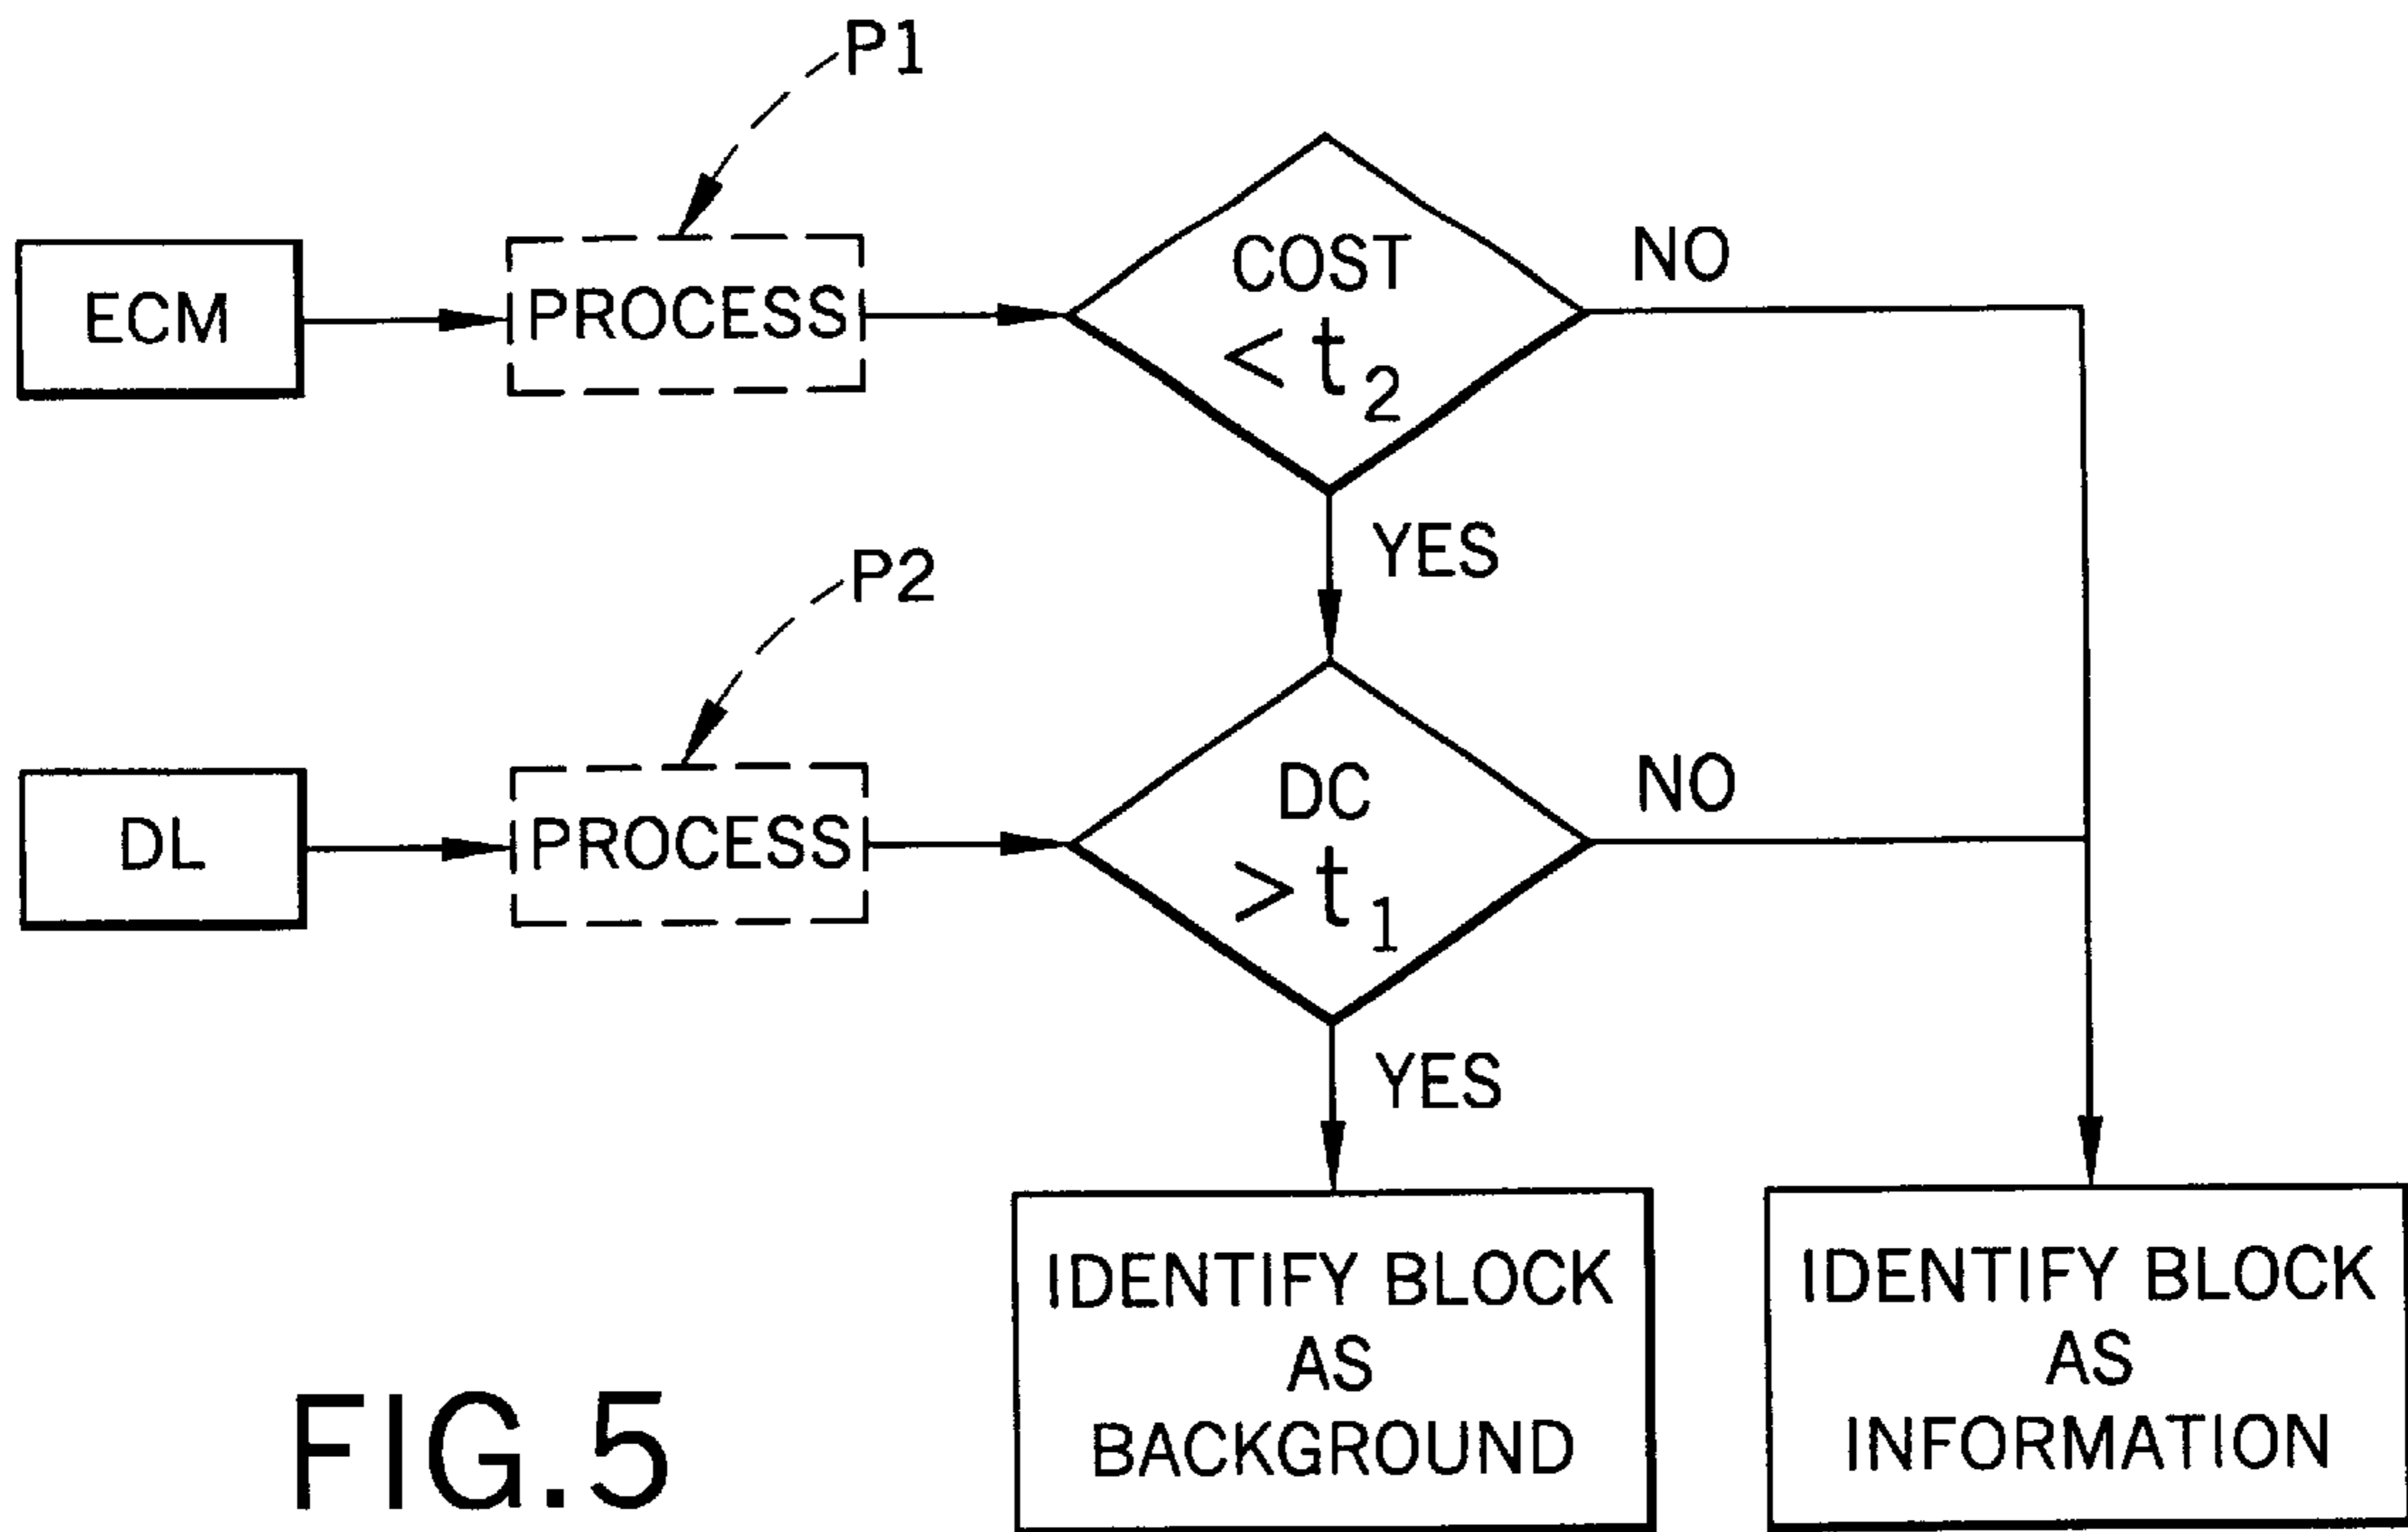 P1
ECM
PROCESS
COST
< t₂
NO
YES
P2
DL
PROCESS
DC
>t₁
NO
YES
IDENTIFY BLOCK
AS
BACKGROUND
IDENTIFY BLOCK
AS
INFORMATION
FIG.5